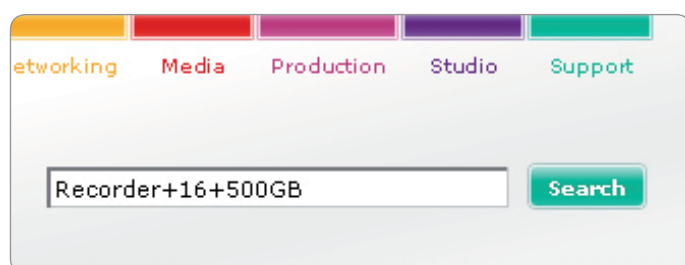 etworking Media Production Studio Support
Recorder+16+500GB Search